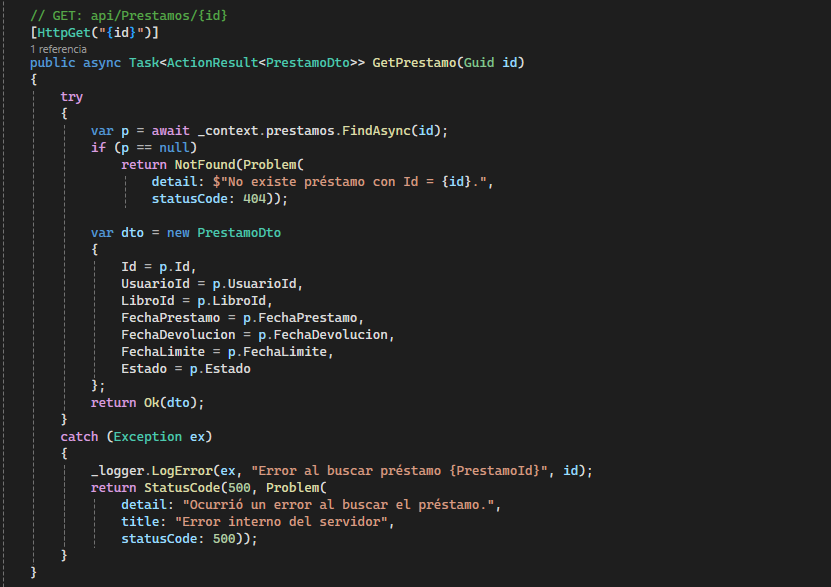 // GET: api/Prestamos/{id}
[HttpGet("{id}")]
1 referencia
public async Task<ActionResult<PrestamoDto>> GetPrestamo(Guid id)
{
try
{
var p = await _context.prestamos.FindAsync(id);
if (p == null)
return NotFound(Problem(
detail: $"No existe préstamo con Id = {id}.",
statusCode: 404));
var dto = new PrestamoDto
{
Id = p.Id,
UsuarioId = p.UsuarioId,
LibroId = p.LibroId,
FechaPrestamo = p.FechaPrestamo,
FechaDevolucion = p.FechaDevolucion,
FechaLimite = p.FechaLimite,
Estado = p.Estado
};
return Ok(dto);
}
catch (Exception ex)
{
_logger.LogError(ex, "Error al buscar préstamo {PrestamoId}", id);
return StatusCode(500, Problem(
detail: "Ocurrió un error al buscar el préstamo.",
title: "Error interno del servidor",
statusCode: 500));
}
}